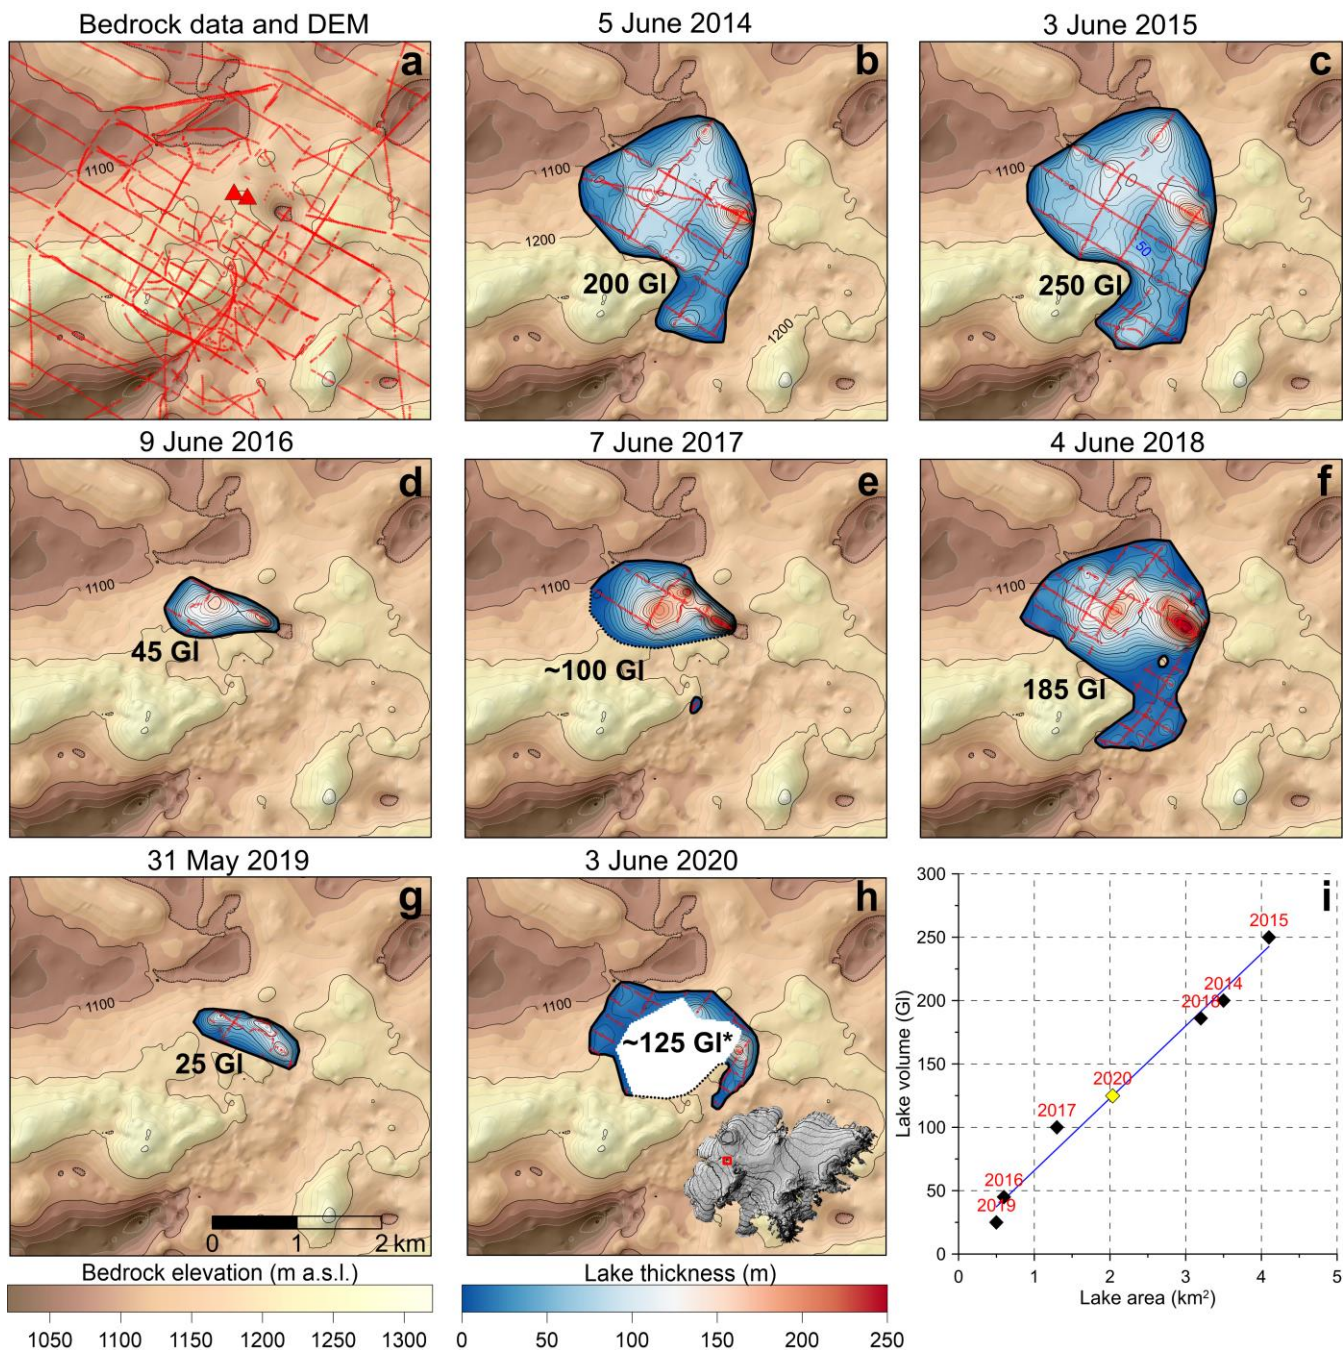 Bedrock data and DEM
5 June 2014
3 June 2015
a
b
c
1100
1100
1100
1200
1200
1200
50
200 Gl
250 Gl
9 June 2016
7 June 2017
4 June 2018
d
e
f
1100
1100
1100
45 Gl
~100 Gl
185 Gl
31 May 2019
3 June 2020
g
h
i
1100
1100
25 Gl
~125 Gl*
0 1 2 km
300
250
200
150
100
50
0
Lake volume (Gl)
2015
2014
2018
2020
2017
2016
2019
0 1 2 3 4 5
Lake area (km²)
Bedrock elevation (m a.s.l.)
1050 1100 1150 1200 1250 1300
Lake thickness (m)
0 50 100 150 200 250